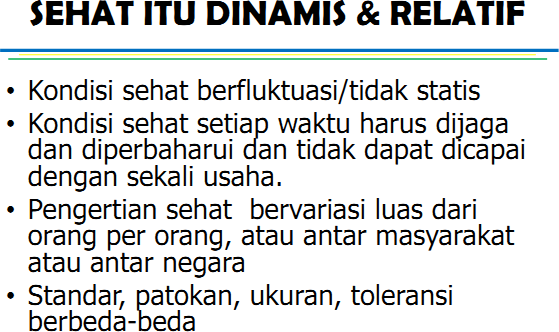 SEHAT ITU DINAMIS & RELATIF
• Kondisi sehat berfluktuasi/tidak statis
• Kondisi sehat setiap waktu harus dijaga
dan diperbaharui dan tidak dapat dicapai
dengan sekali usaha.
• Pengertian sehat  bervariasi luas dari
orang per orang, atau antar masyarakat
atau antar negara
• Standar, patokan, ukuran, toleransi
berbeda-beda